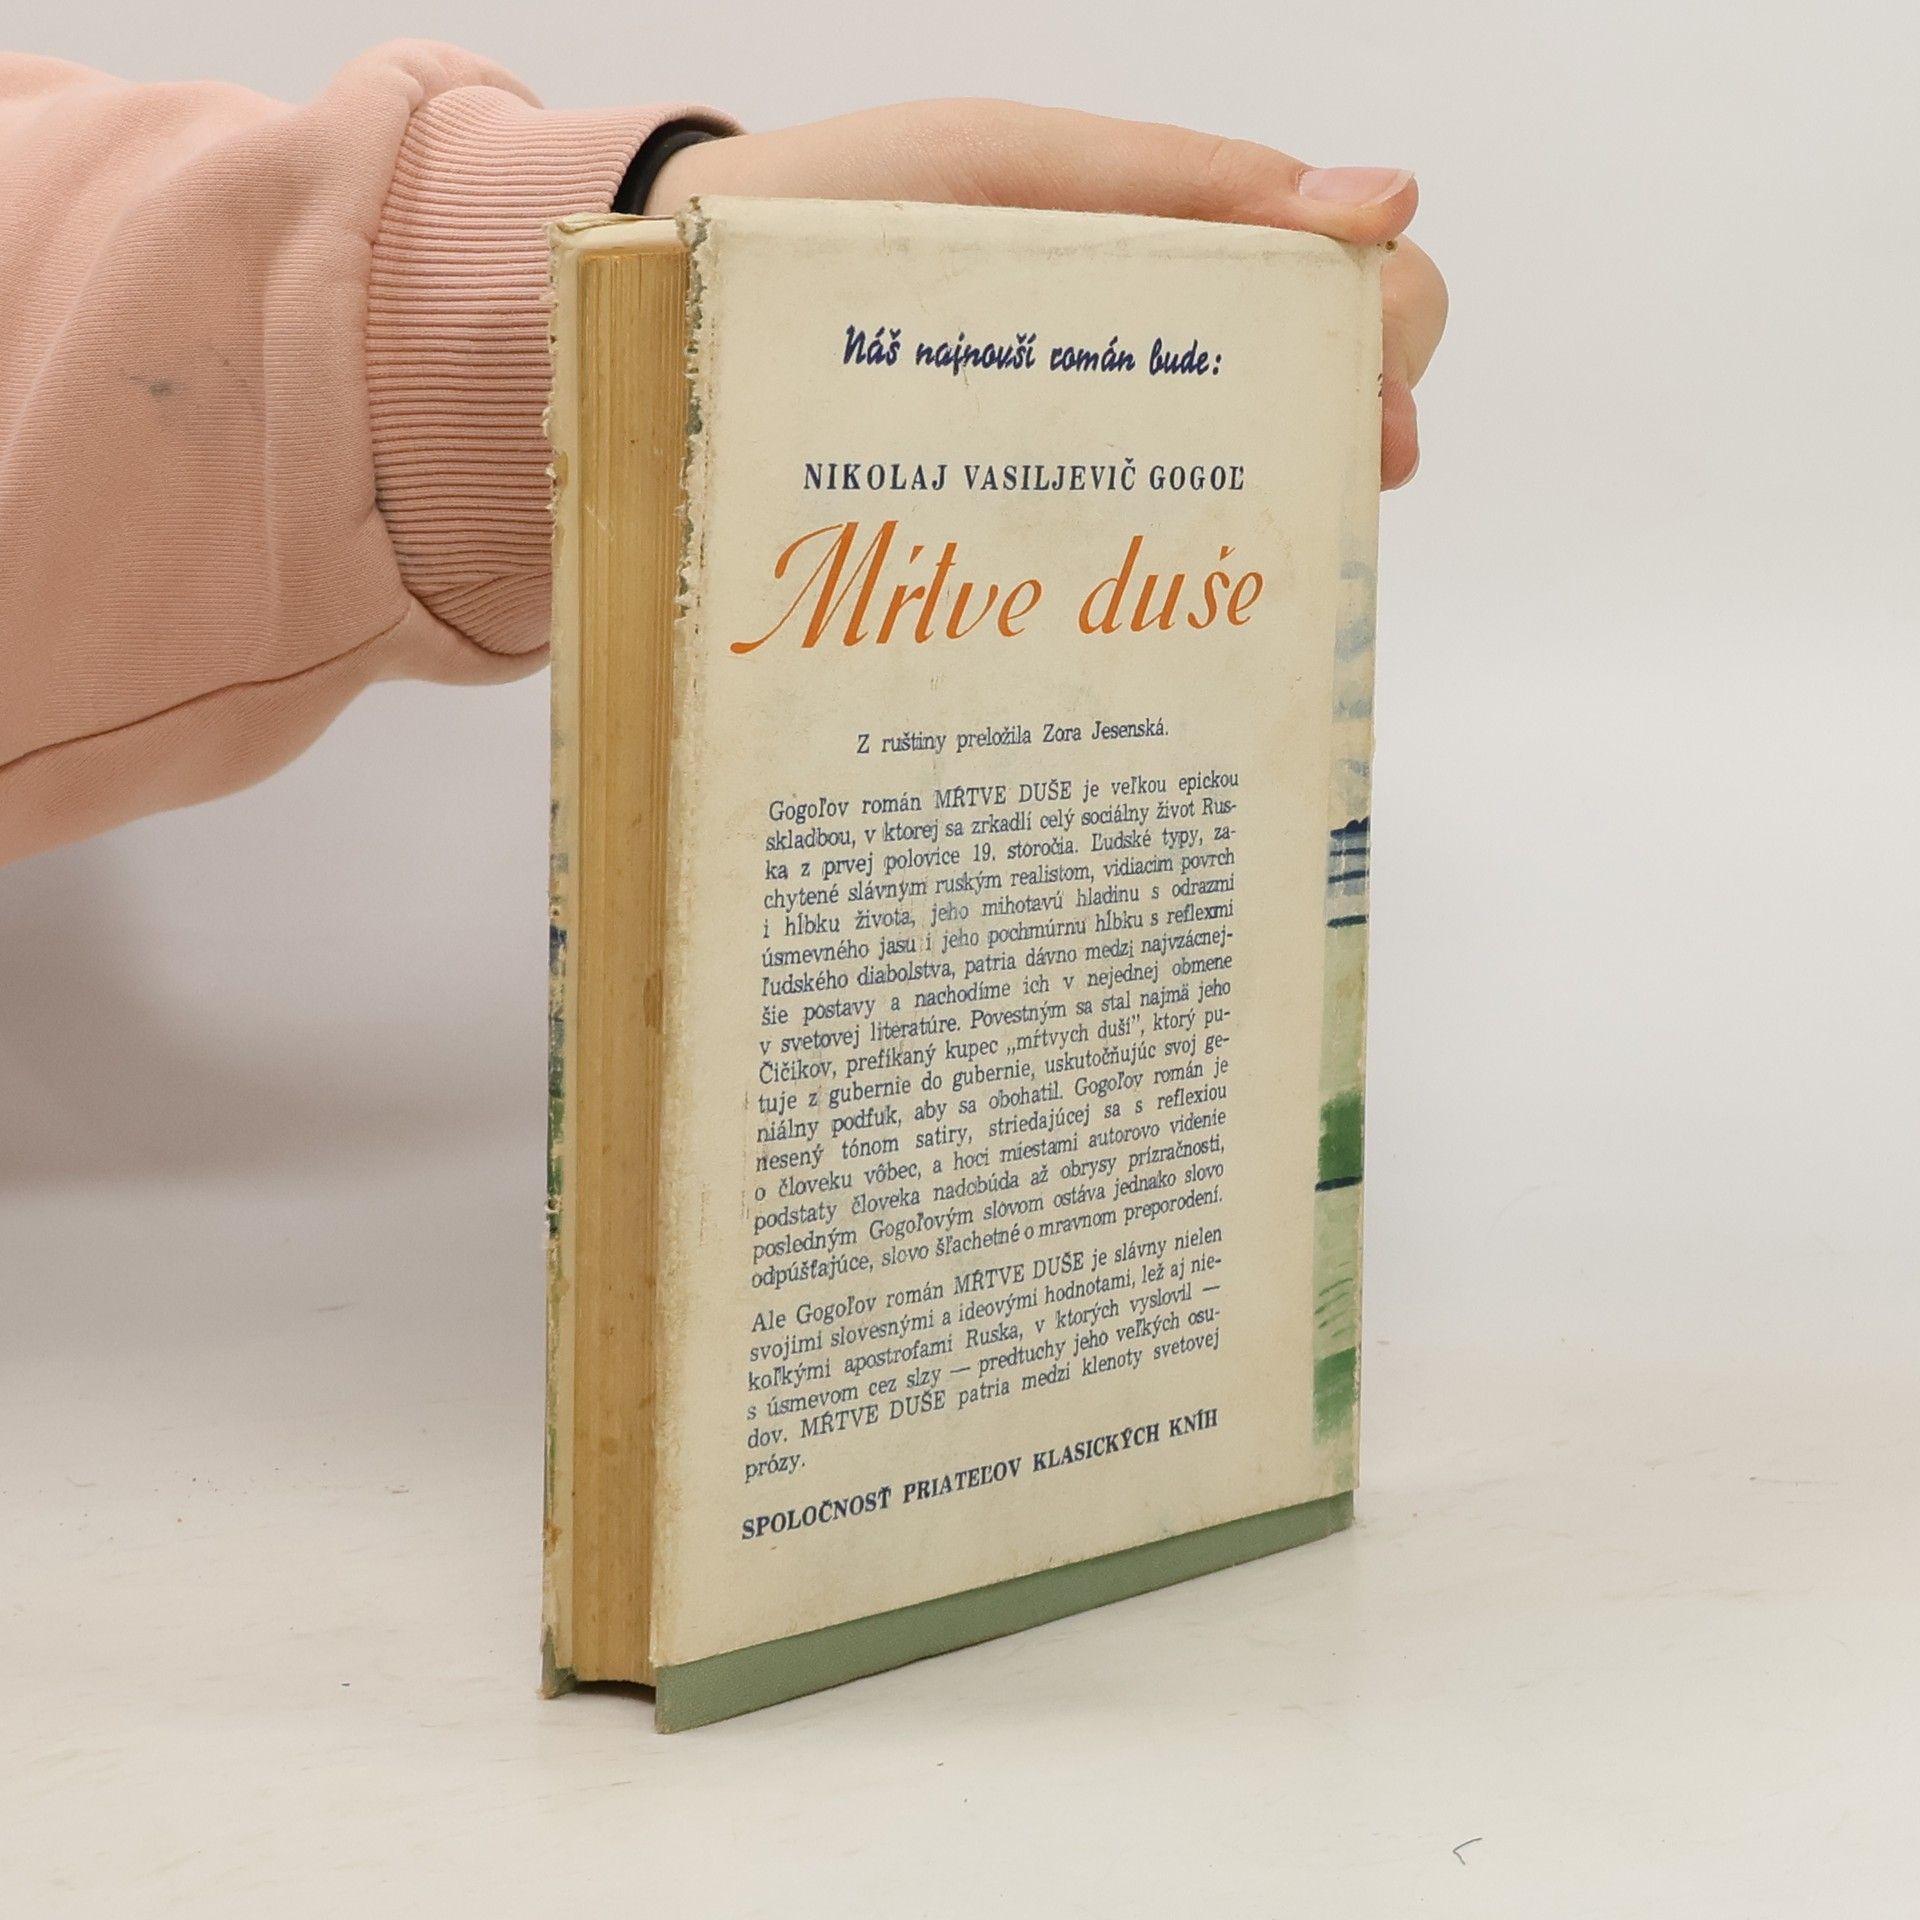 Náš najnovší román bude:
NIKOLAJ VASILJEVIČ GOGOĽ
Mŕtve duše
Z ruštiny preložila Zora Jesenská.
Gogoľov román MŔTVE DUŠE je veľkou epickou
skladbou, v ktorej sa zrkadlí celý sociálny život Rus-
ka z prvej polovice 19. storočia. Ľudské typy, za-
chytené slávnym ruským realistom, vidiacim povrch
i hĺbku života, jeho mihotavú hladinu s odrazmi
úsmevného jasu i jeho pochmúrnu hĺbku s reflexmi
ľudského diabolstva, patria dávno medzi najvzácnej-
šie postavy a nachodíme ich v nejednej obmene
v svetovej literatúre. Povestným sa stal najmä jeho
Čičikov, prefíkaný kupec „mŕtvych duší”, ktorý pu-
tuje z gubernie do gubernie, uskutočňujúc svoj ge-
niálny podfuk, aby sa obohatil. Gogoľov román je
nesený tónom satiry, striedajúcej sa s reflexiou
o človeku vôbec, a hoci miestami autorovo videnie
podstaty človeka nadobúda až obrysy prízračnosti,
posledným Gogoľovým slovom ostáva jednako slovo
odpúšťajúce, slovo šľachetné o mravnom preporodení.
Ale Gogoľov román MŔTVE DUŠE je slávny nielen
svojimi slovesnými a ideovými hodnotami, lež aj nie-
koľkými apostrofami Ruska, v ktorých vyslovil —
s úsmevom cez slzy — predtuchy jeho veľkých osu-
dov. MŔTVE DUŠE patria medzi klenoty svetovej
prózy.
SPOLOČNOSŤ PRIATEĽOV KLASICKÝCH KNÍH